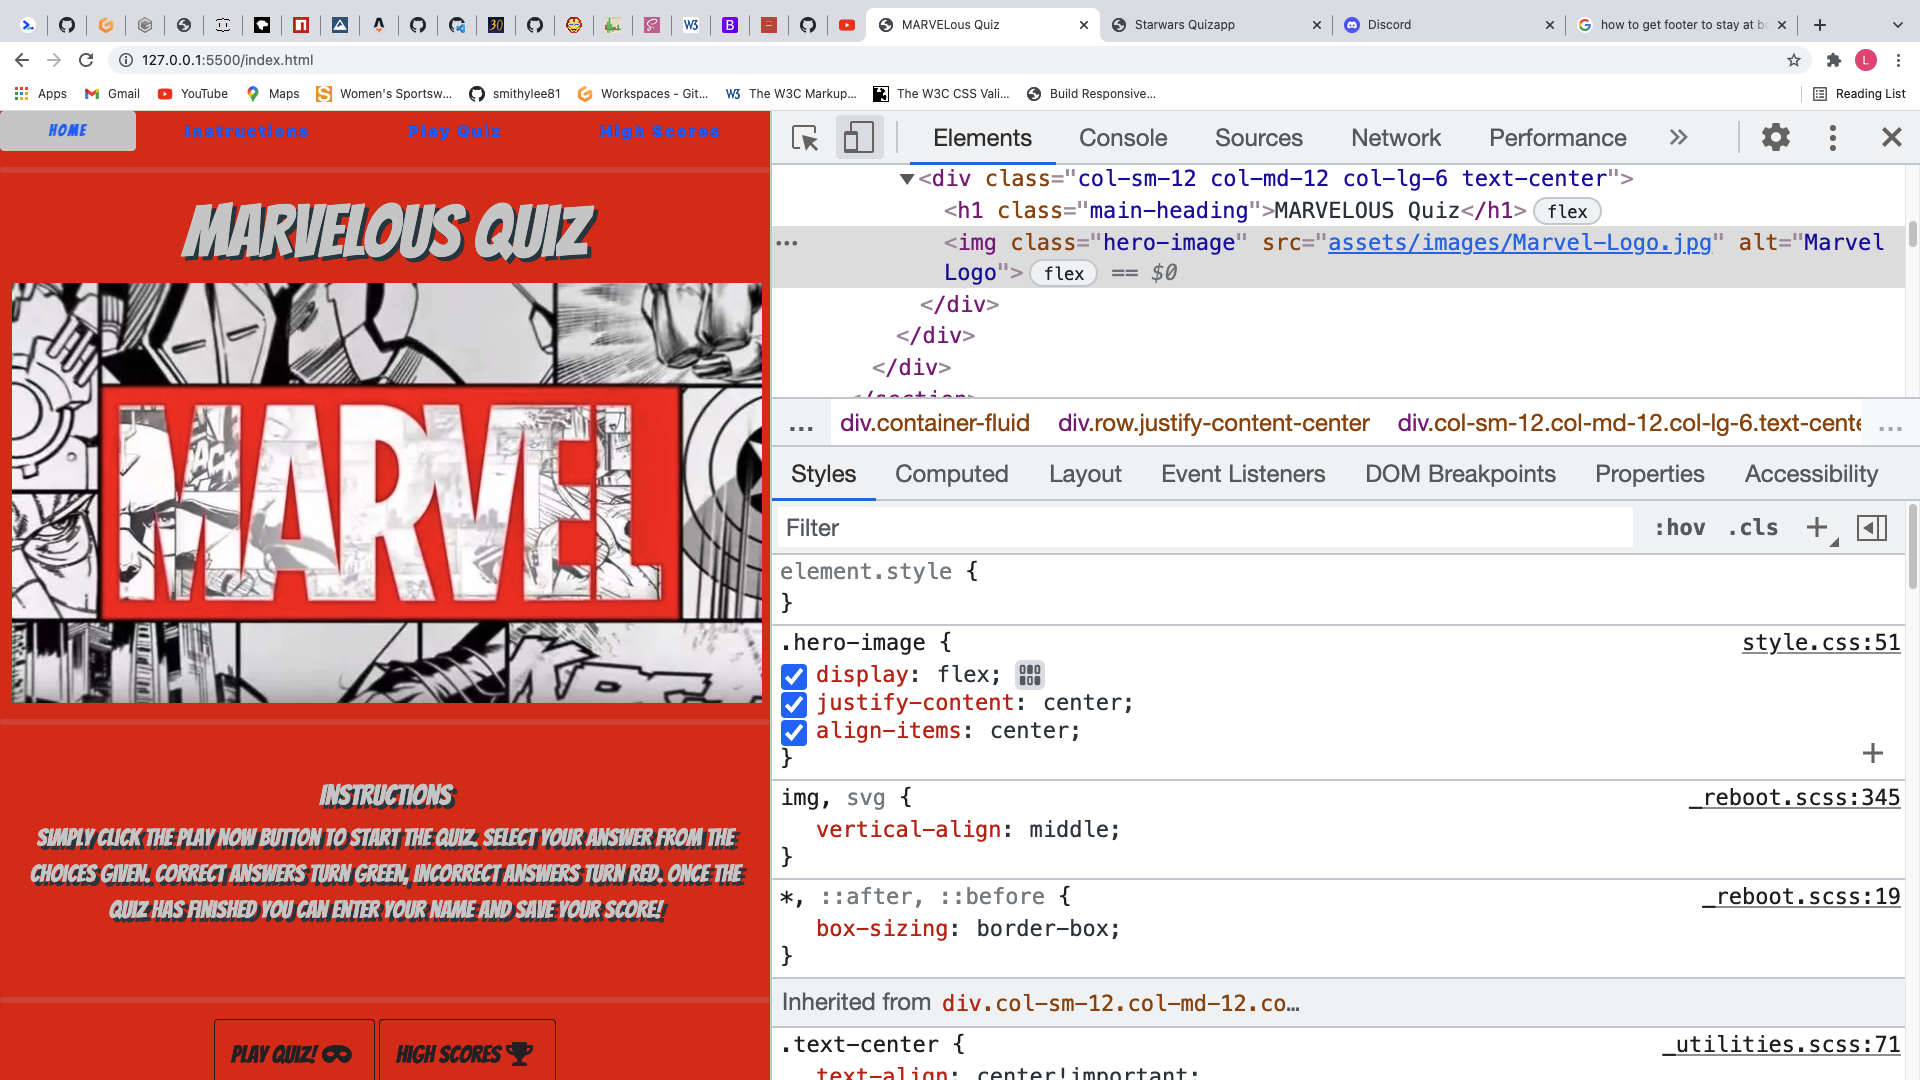 MARVELous Quiz
Starwars Quizapp
Discord
how to get footer to stay at bo
127.0.0.1:5500/index.html
L
Apps
Gmail
YouTube
Maps
Women's Sportsw...
smithylee81
Workspaces - Git...
The W3C Markup...
The W3C CSS Vali...
Build Responsive...
Reading List
HOME
Instructions
Play Quiz
High Scores
MARVELOUS QUIZ
MARVEL
INSTRUCTIONS
SIMPLY CLICK THE PLAY NOW BUTTON TO START THE QUIZ. SELECT YOUR ANSWER FROM THE
CHOICES GIVEN. CORRECT ANSWERS TURN GREEN, INCORRECT ANSWERS TURN RED. ONCE THE
QUIZ HAS FINISHED YOU CAN ENTER YOUR NAME AND SAVE YOUR SCORE!
PLAY QUIZ!
HIGH SCORES
Elements
Console
Sources
Network
Performance
<div class="col-sm-12 col-md-12 col-lg-6 text-center">
<h1 class="main-heading">MARVELOUS Quiz</h1> flex
<img class="hero-image" src="assets/images/Marvel-Logo.jpg" alt="Marvel
Logo"> flex == $0
</div>
</div>
</div>
... div.container-fluid div.row.justify-content-center div.col-sm-12.col-md-12.col-lg-6.text-cente ...
Styles
Computed
Layout
Event Listeners
DOM Breakpoints
Properties
Accessibility
Filter
:hov .cls
element.style {
}
.hero-image { style.css:51
display: flex;
justify-content: center;
align-items: center;
}
img, svg { _reboot.scss:345
vertical-align: middle;
}
*, ::after, ::before { _reboot.scss:19
box-sizing: border-box;
}
Inherited from div.col-sm-12.col-md-12.co...
.text-center { _utilities.scss:71
text-align: center!important;